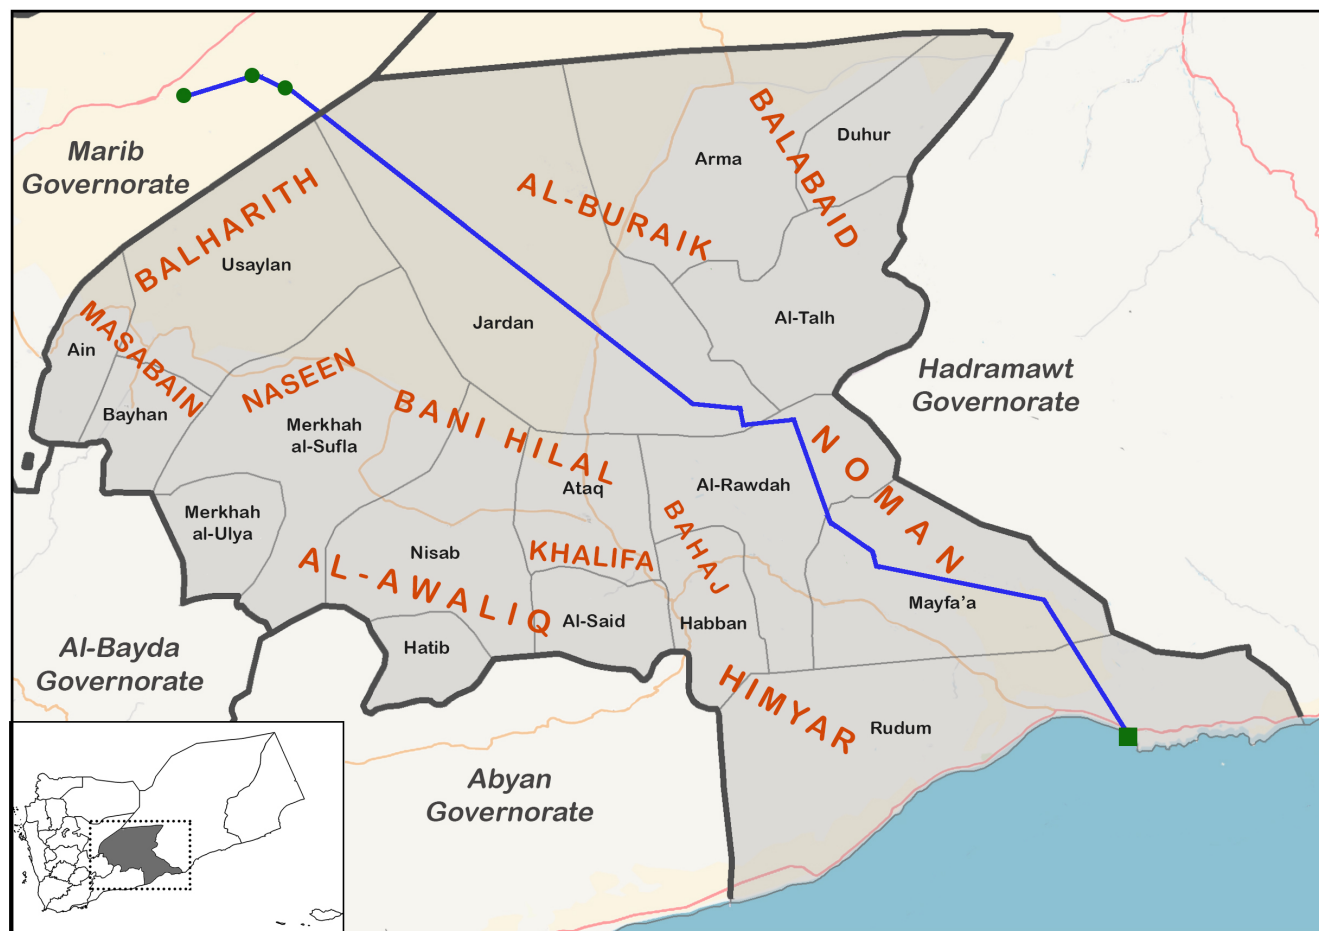 BALABAID
Duhur
Arma
Marib
Governorate
BALHARITH
AL-BURAIK
Usaylan
MASABAIN
Jardan
Al-Talh
Ain
NASEEN
Hadramawt
Governorate
Bayhan
BANI HILAL
Merkhah
al-Sufla
NOMAN
Ataq
Al-Rawdah
Merkhah
al-Ulya
BAHAJ
Nisab
KHALIFA
AL-AWALIQ
Mayfa'a
Al-Said
Habban
Hatib
Al-Bayda
Governorate
HIMYAR
Rudum
Abyan
Governorate